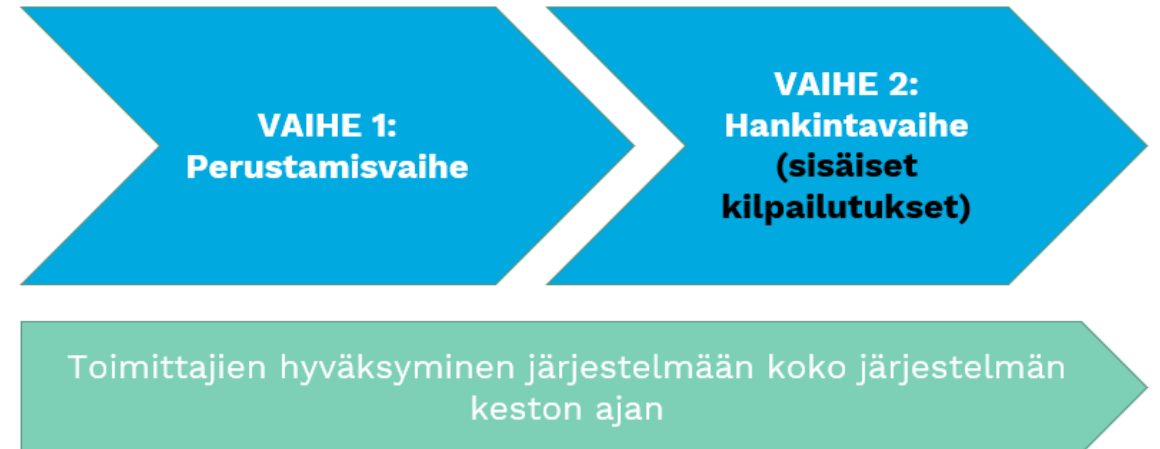 VAIHE 1:
Perustamisvaihe
VAIHE 2:
Hankintavaihe
(sisäiset
kilpailutukset)
Toimittajien hyväksyminen järjestelmään koko järjestelmän
keston ajan